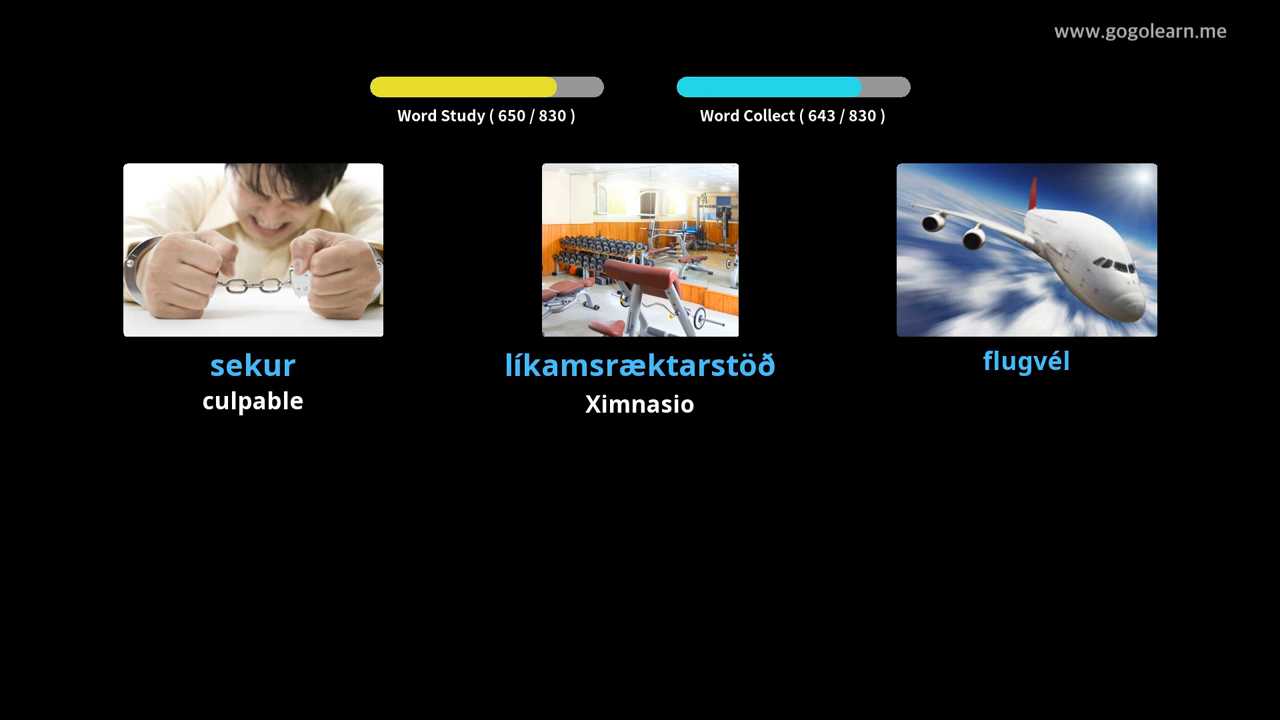 www.gogolearn.me
Word Study ( 650 / 830 )
Word Collect ( 643 / 830 )
sekur
culpable
líkamsræktarstöð
Ximnasio
flugvél